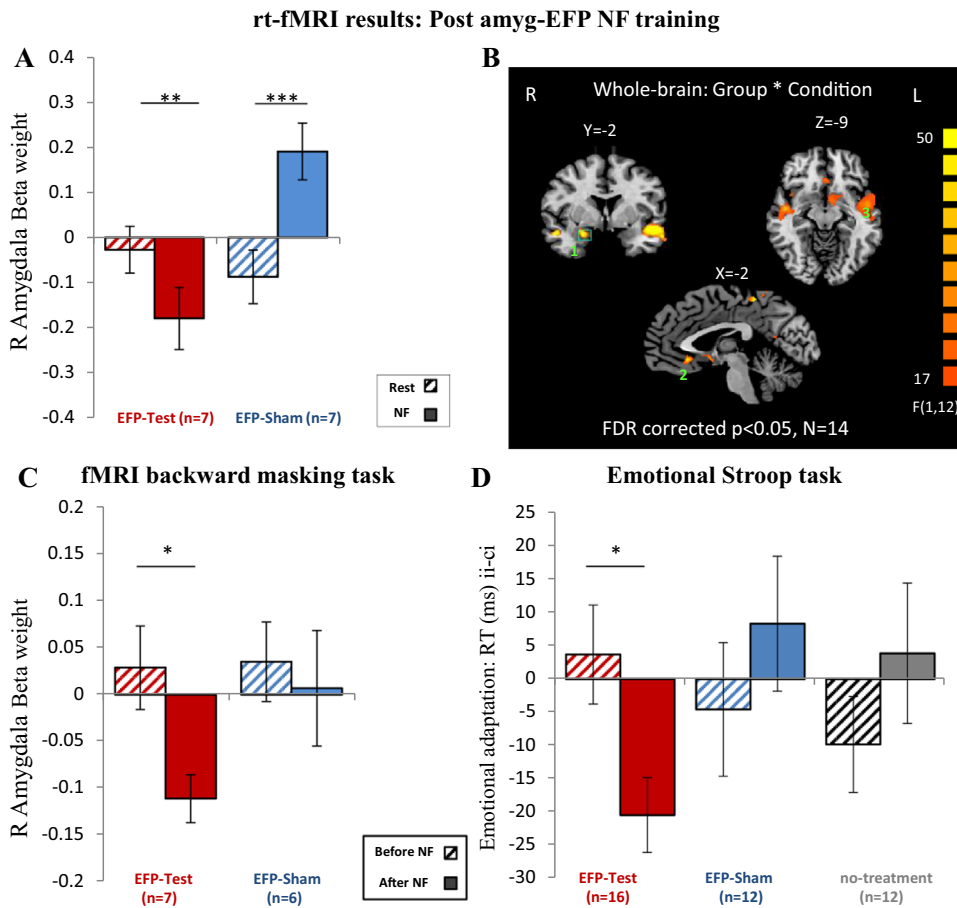 rt-fMRI results: Post amyg-EFP NF training
A
R Amygdala Beta weight
0.4
0.3
0.2
0.1
0
-0.1
-0.2
-0.3
-0.4
**
***
Rest
NF
EFP-Test (n=7)
EFP-Sham (n=7)
B
R
Whole-brain: Group * Condition
L
Y=-2
Z=-9
X=-2
1
2
3
50
17
F(1,12)
FDR corrected p<0.05, N=14
C
fMRI backward masking task
R Amygdala Beta weight
0.2
0.15
0.1
0.05
0
-0.05
-0.1
-0.15
-0.2
*
Before NF
After NF
EFP-Test
(n=7)
EFP-Sham
(n=6)
D
Emotional Stroop task
Emotional adaptation: RT (ms) ii-ci
25
20
15
10
5
0
-5
-10
-15
-20
-25
-30
*
EFP-Test
(n=16)
EFP-Sham
(n=12)
no-treatment
(n=12)